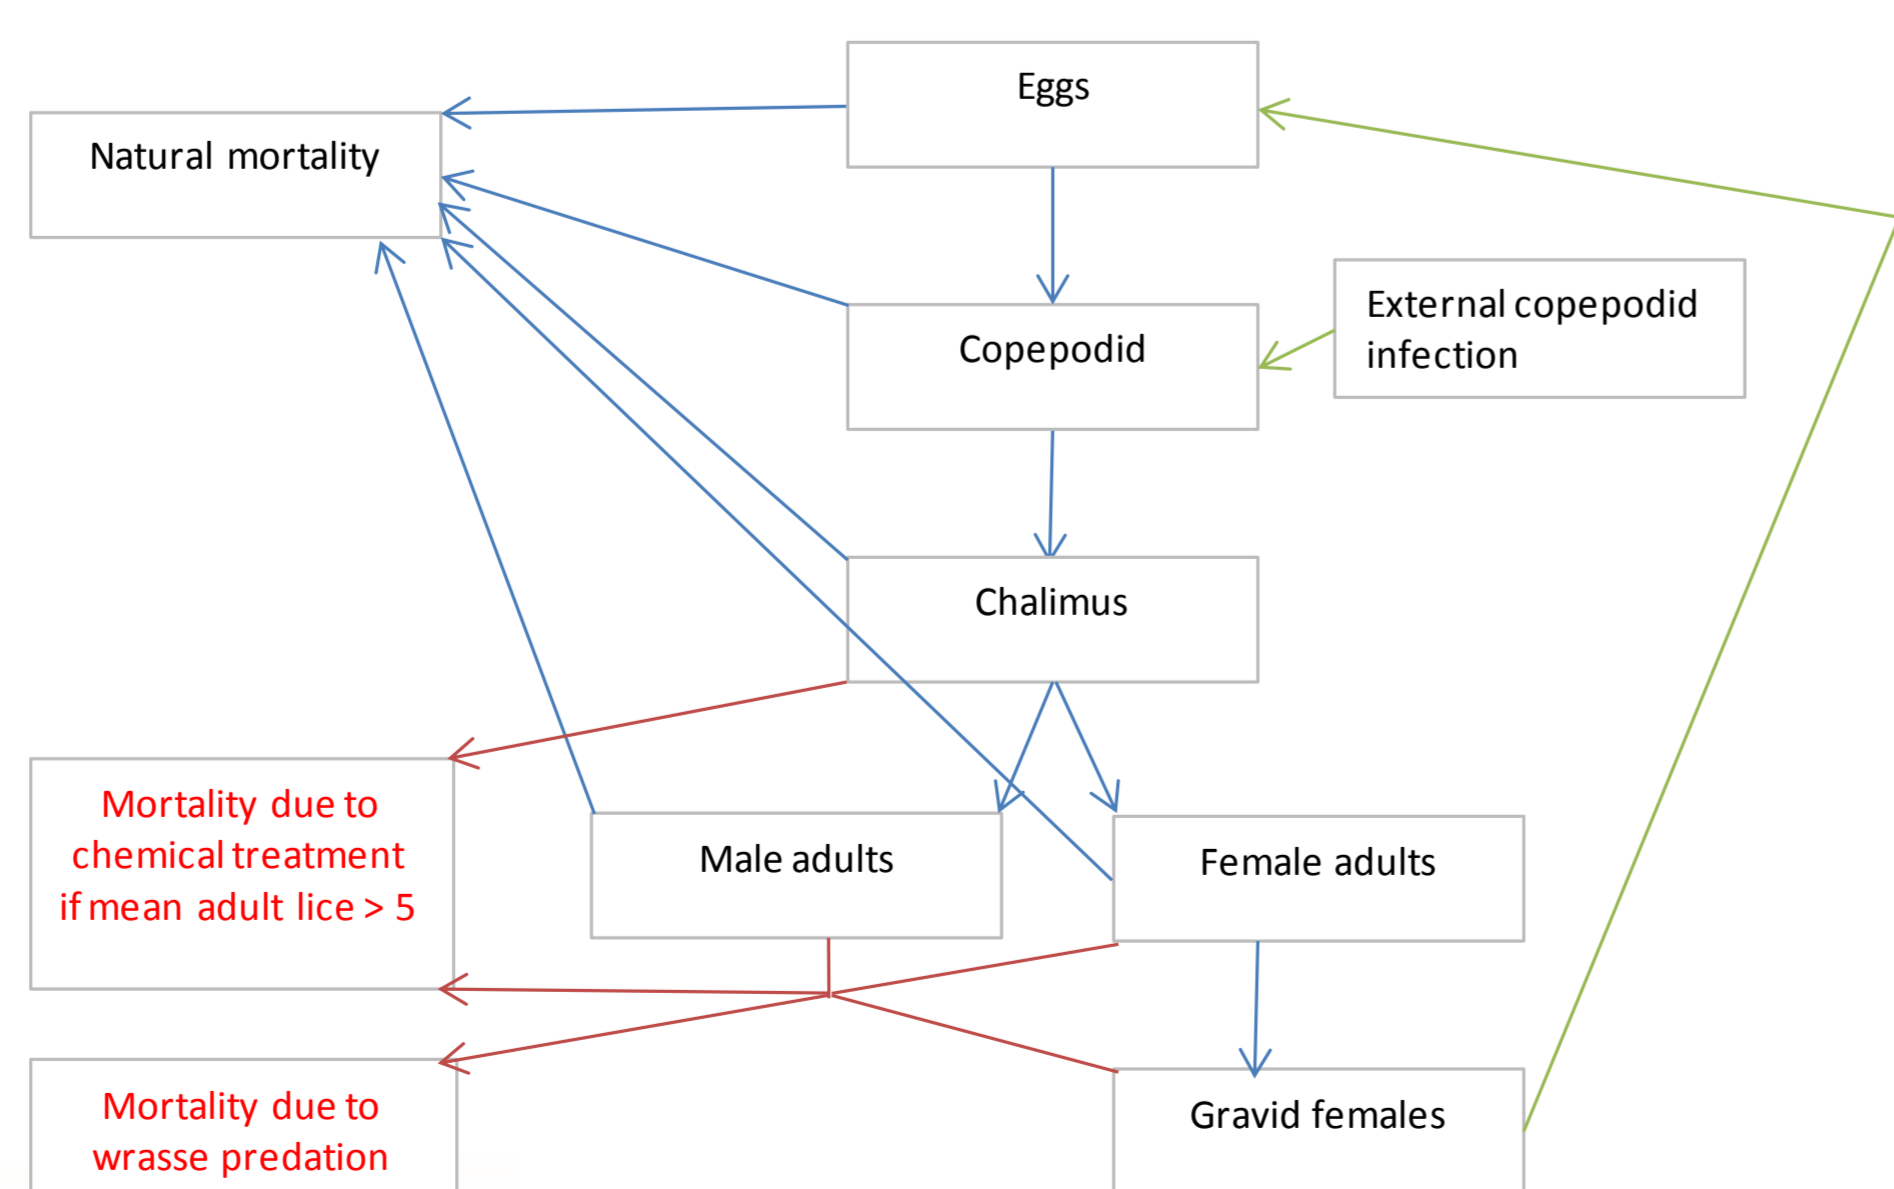 Eggs
Natural mortality
External copepodid
infection
Copepodid
Chalimus
Mortality due to
chemical treatment
if mean adult lice > 5
Male adults
Female adults
Mortality due to
wrasse predation
Gravid females